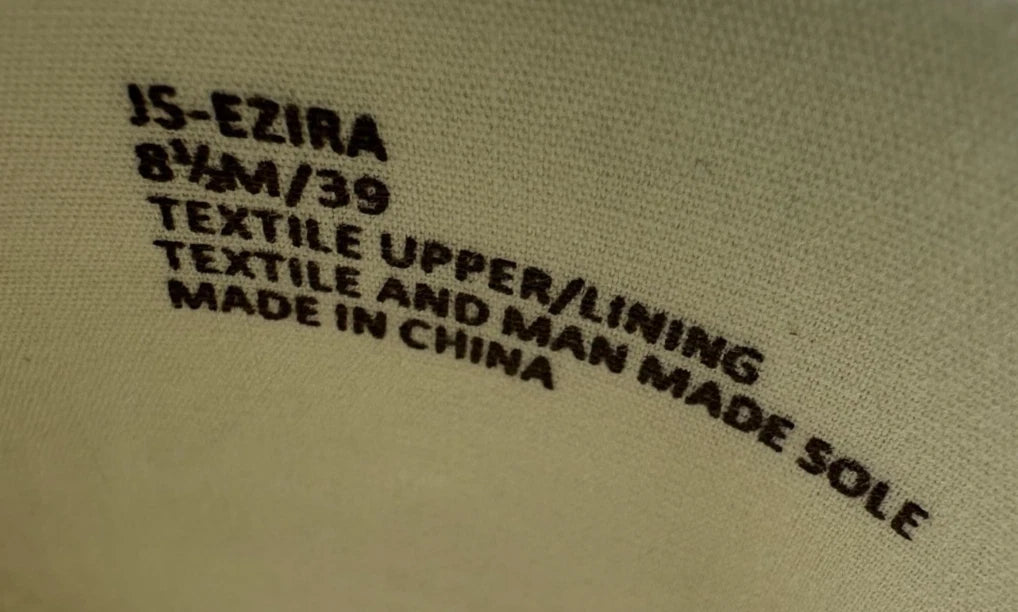 JS-EZIRA
8½M/39
TEXTILE UPPER/LINING
TEXTILE AND MAN MADE SOLE
MADE IN CHINA